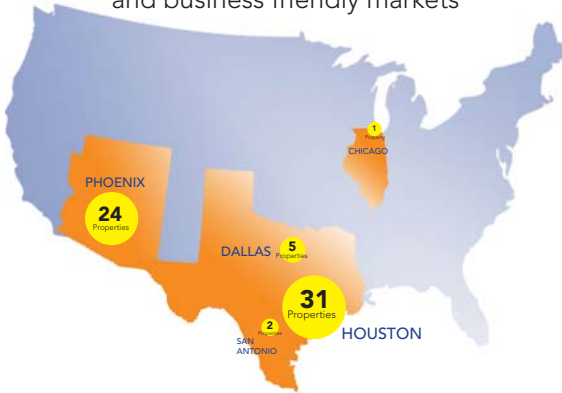 and business friendly markets
1
Property
CHICAGO
PHOENIX
24
Properties
DALLAS
5
Properties
31
Properties
HOUSTON
2
Properties
SAN
ANTONIO